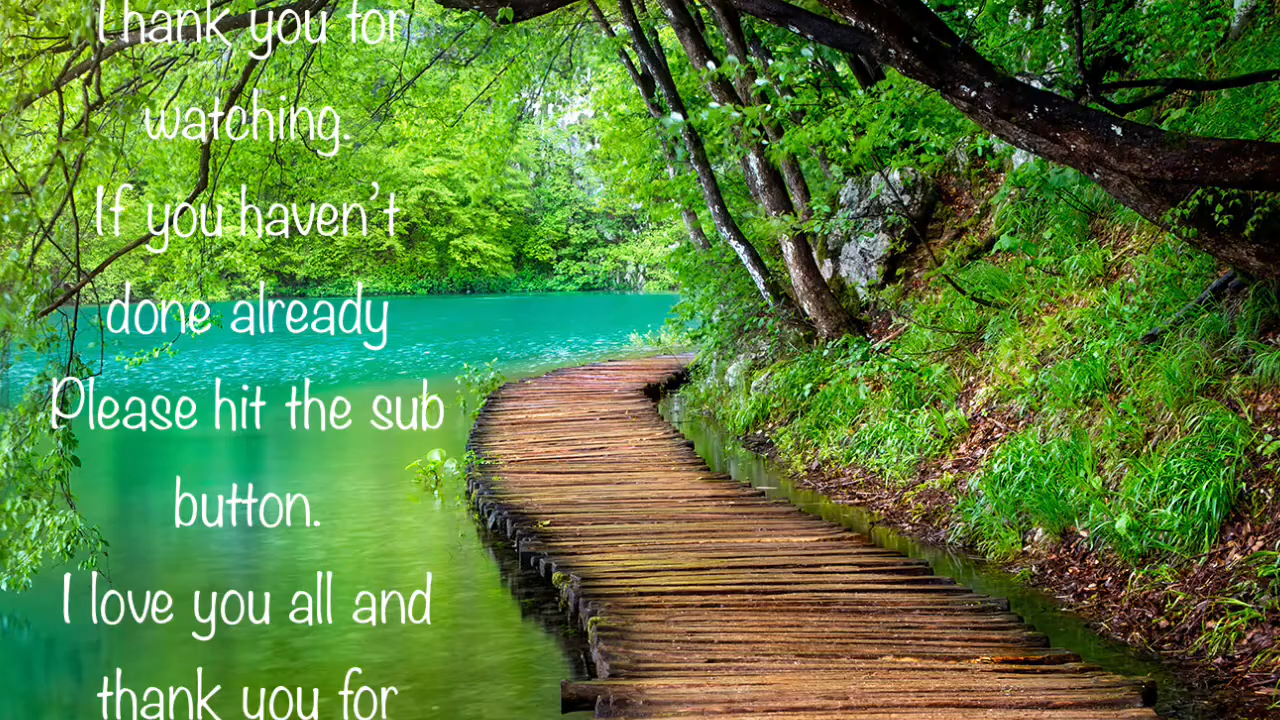 Thank you for
watching.
If you haven't
done already
Please hit the sub
button.
I love you all and
thank you for